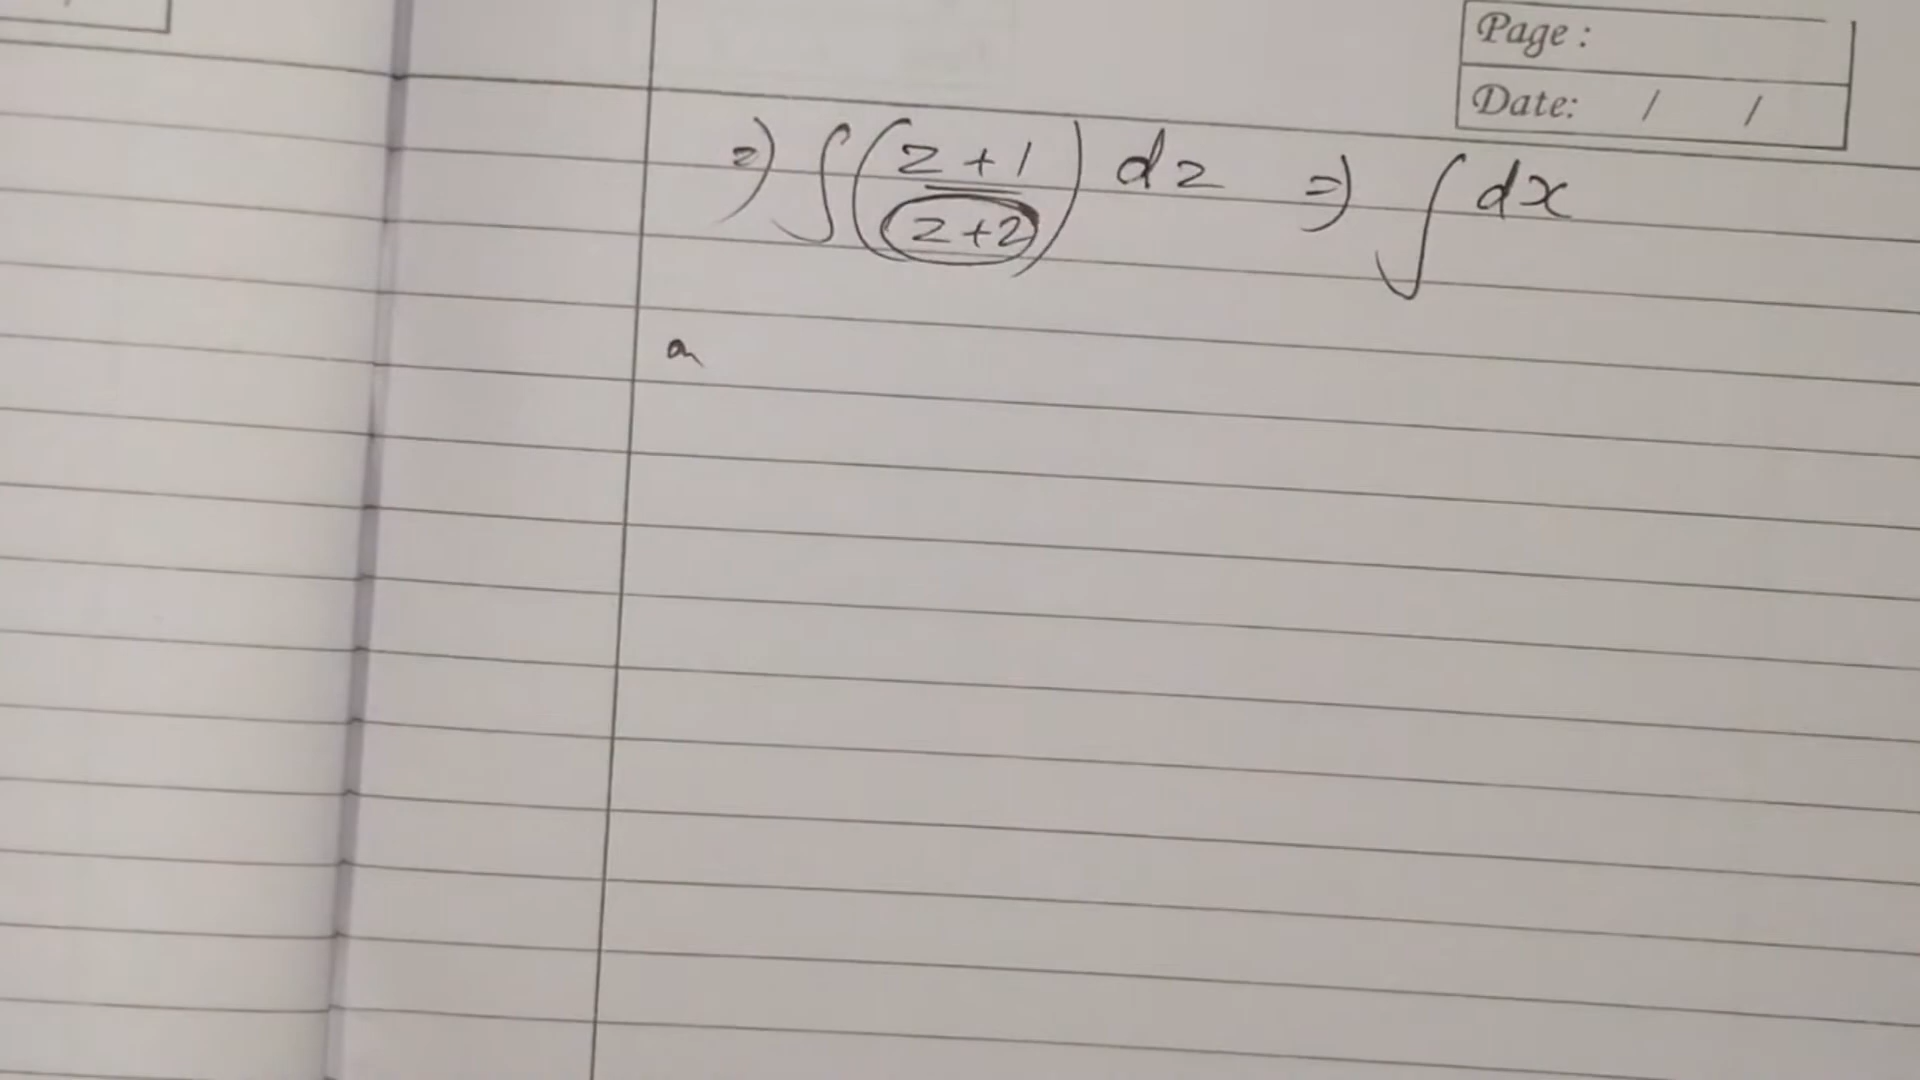 Page :
Date: / /
=) ∫ (z+1 / z+2) dz =) ∫ dx